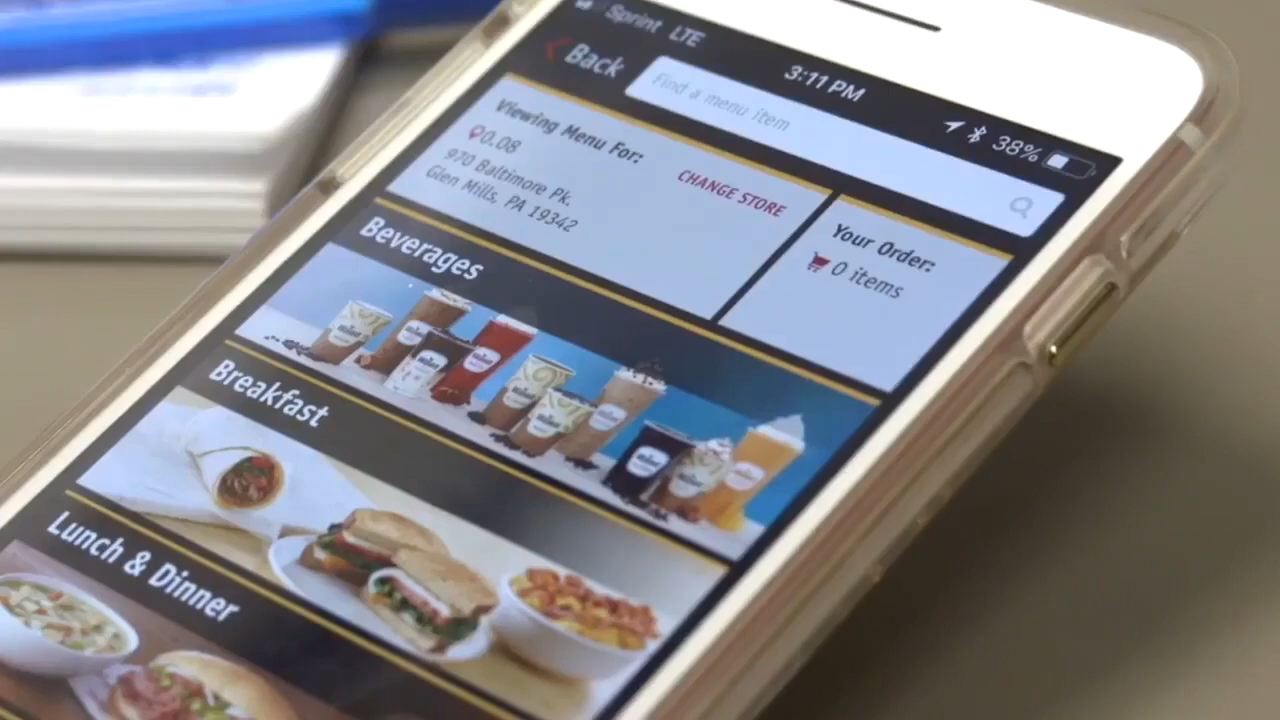 Sprint LTE
3:11 PM
38%
Back
Find a menu item
Viewing Menu For:
0.08
970 Baltimore Pk.
Glen Mills, PA 19342
CHANGE STORE
Your Order:
0 items
Beverages
Breakfast
Lunch & Dinner